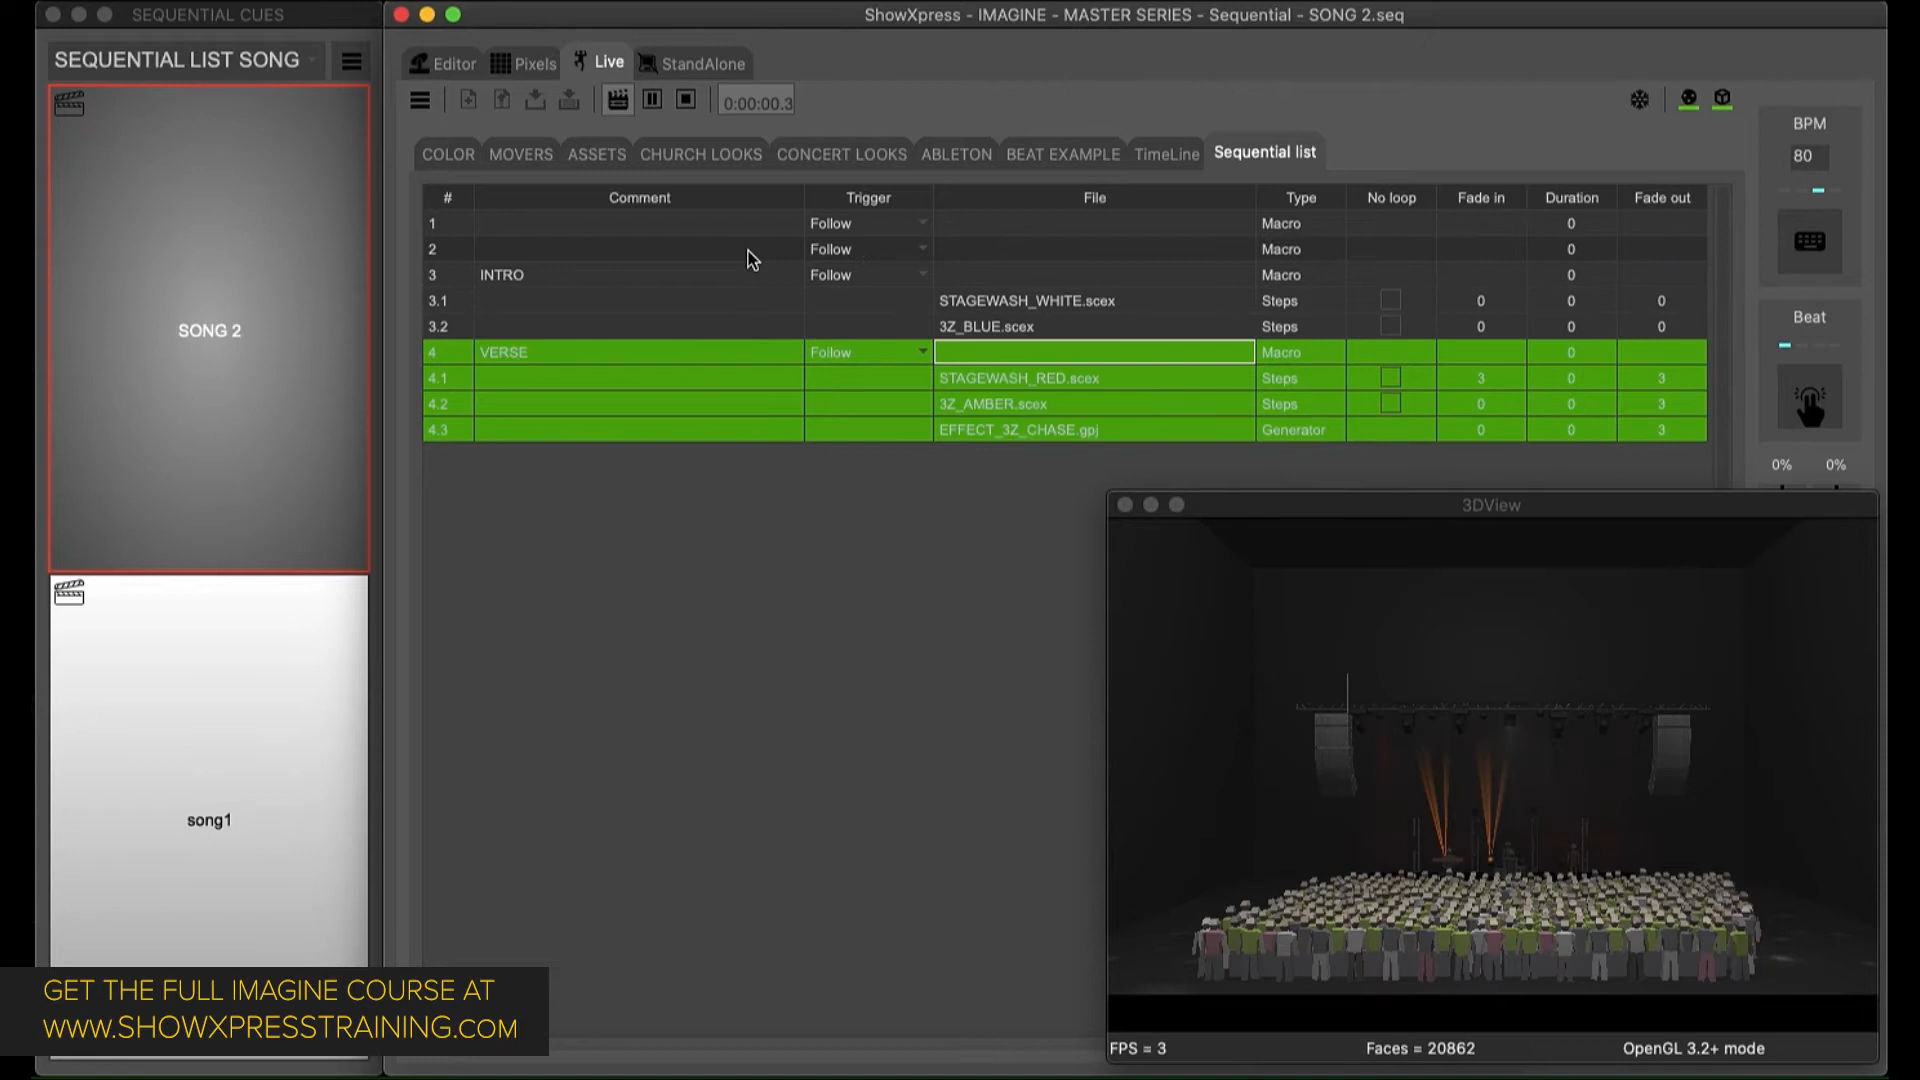 SEQUENTIAL CUES
SEQUENTIAL LIST SONG
SONG 2
song1
ShowXpress - IMAGINE - MASTER SERIES - Sequential - SONG 2.seq
Editor Pixels Live StandAlone
0:00:00.3
COLOR MOVERS ASSETS CHURCH LOOKS CONCERT LOOKS ABLETON BEAT EXAMPLE TimeLine Sequential list
# Comment Trigger File Type No loop Fade in Duration Fade out
1 Follow Macro 0
2 Follow Macro 0
3 INTRO Follow Macro 0
3.1 STAGEWASH_WHITE.scex Steps 0 0 0
3.2 3Z_BLUE.scex Steps 0 0 0
4 VERSE Follow Macro 0
4.1 STAGEWASH_RED.scex Steps 3 0 3
4.2 3Z_AMBER.scex Steps 0 0 3
4.3 EFFECT_3Z_CHASE.gpj Generator 0 0 3
BPM
80
Beat
0% 0%
3DView
FPS = 3 Faces = 20862 OpenGL 3.2+ mode
GET THE FULL IMAGINE COURSE AT
WWW.SHOWXPRESSTRAINING.COM